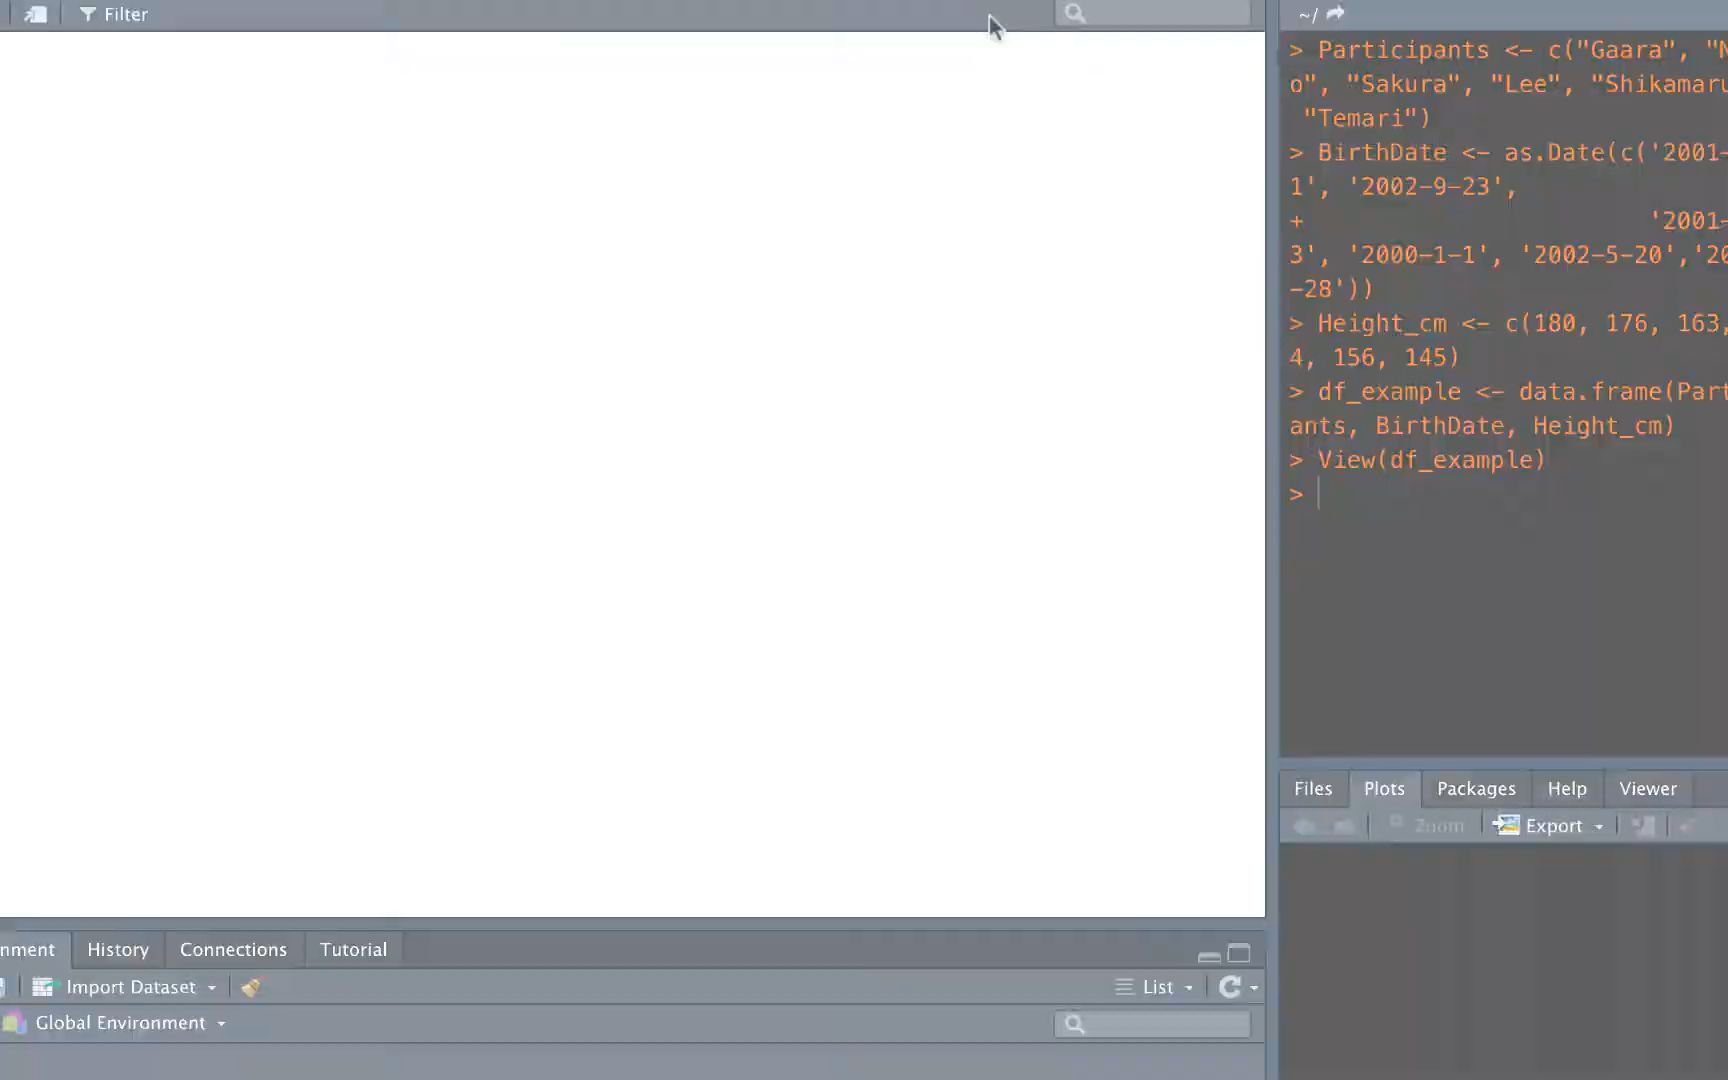 Filter
~/
> Participants <- c("Gaara", "N
o", "Sakura", "Lee", "Shikamaru
"Temari")
> BirthDate <- as.Date(c('2001-
1', '2002-9-23',
+ '2001-
3', '2000-1-1', '2002-5-20','20
-28'))
> Height_cm <- c(180, 176, 163,
4, 156, 145)
> df_example <- data.frame(Part
ants, BirthDate, Height_cm)
> View(df_example)
>
Files Plots Packages Help Viewer
Zoom Export
nment History Connections Tutorial
Import Dataset List
Global Environment